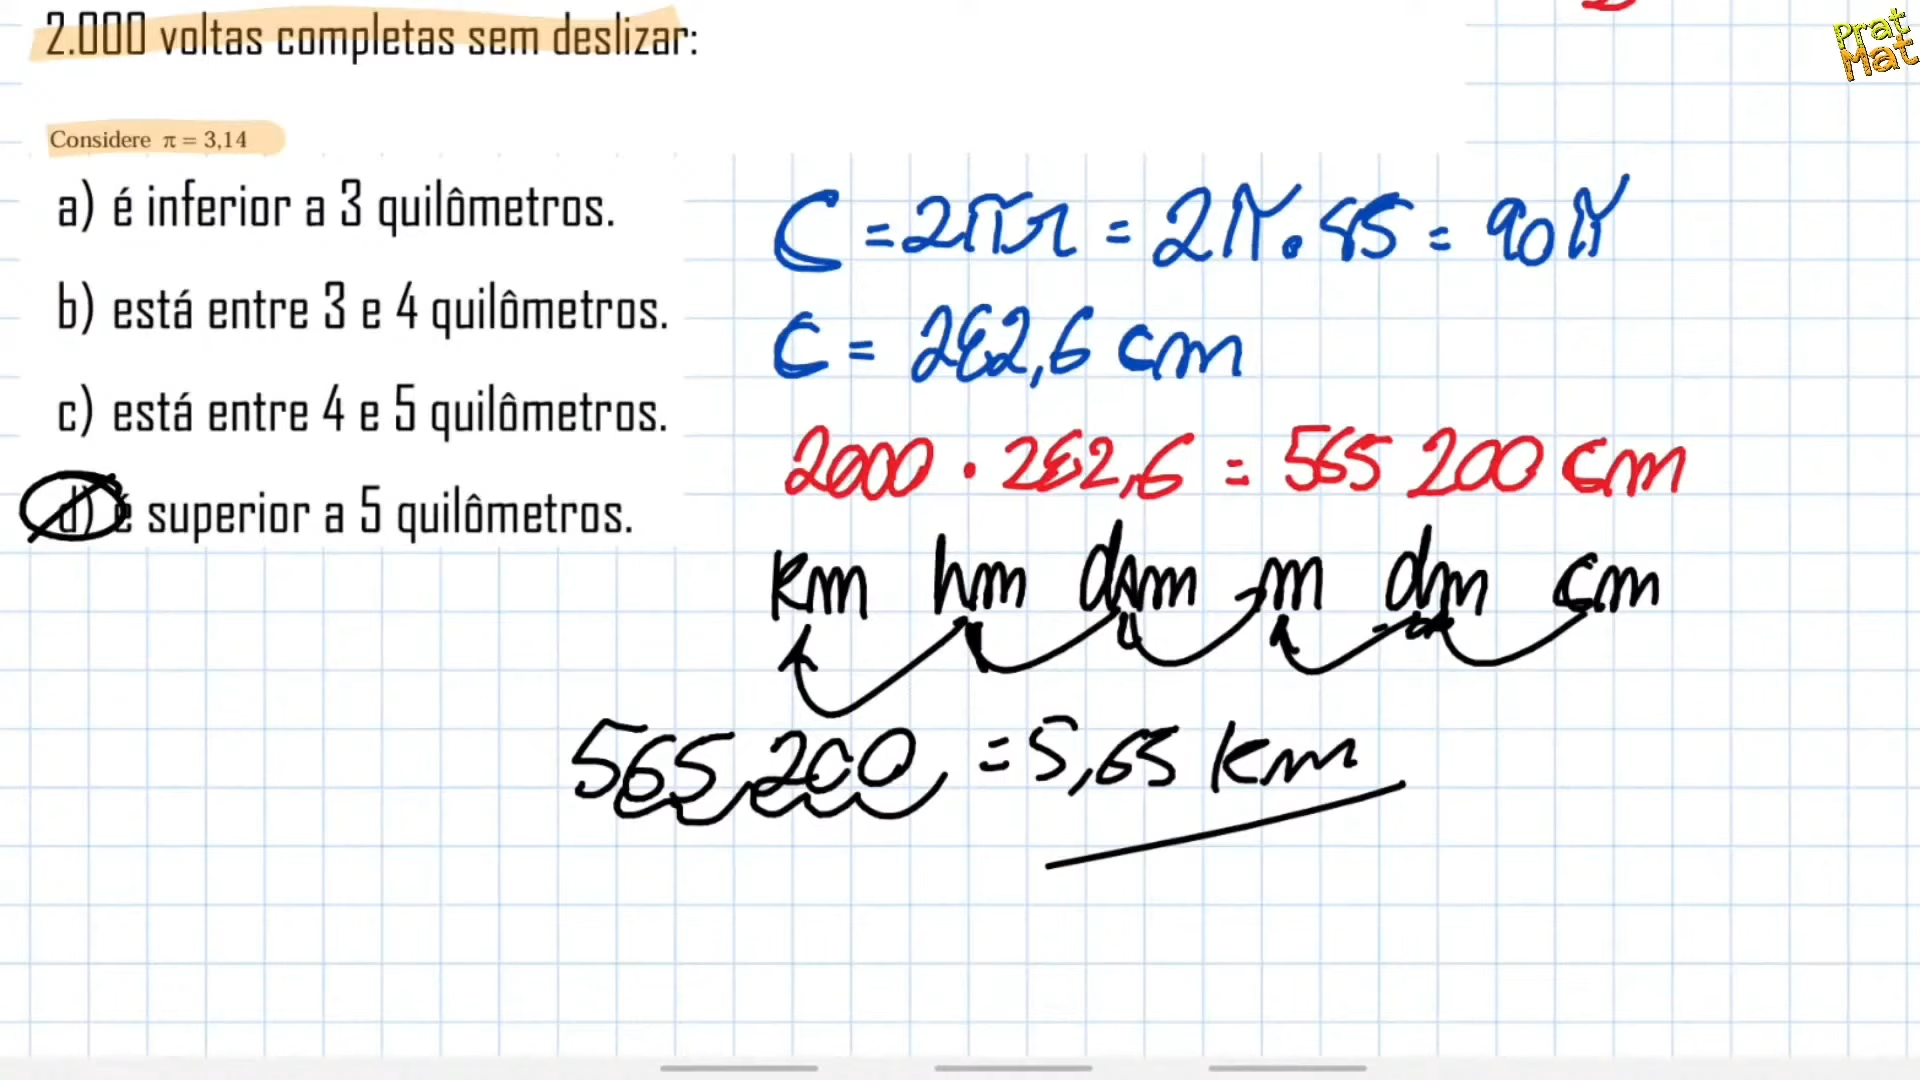 2.000 voltas completas sem deslizar:
Prat
Mat
Considere π = 3,14
a) é inferior a 3 quilômetros.
b) está entre 3 e 4 quilômetros.
c) está entre 4 e 5 quilômetros.
d) é superior a 5 quilômetros.
C = 2πr = 2π . 45 = 90π
C = 282,6 cm
2000 . 282,6 = 565 200 cm
km hm dam m dm cm
565,200, = 5,65 km